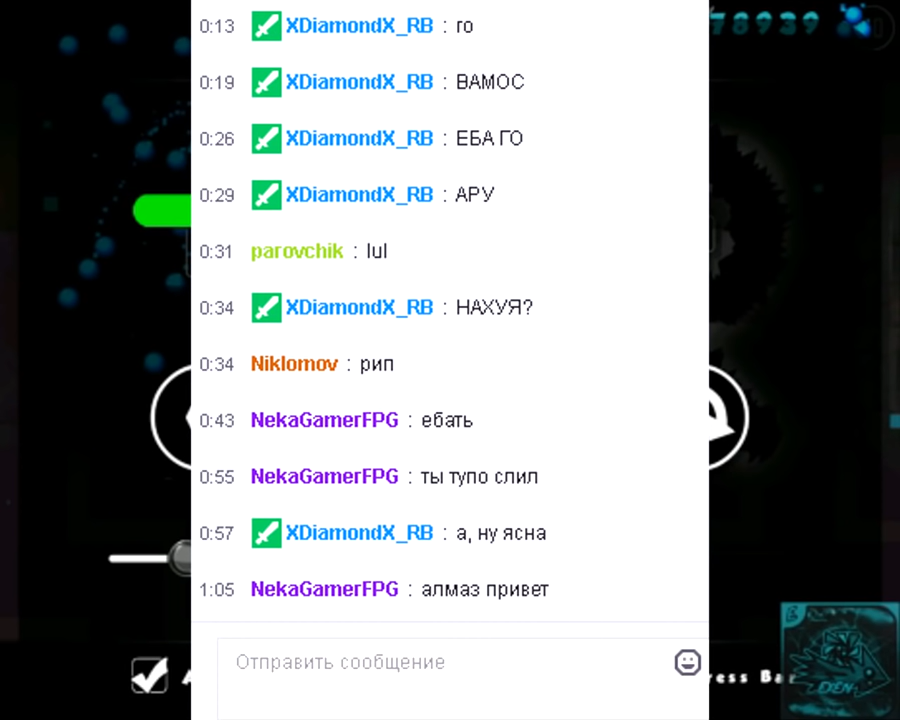 0:13 XDiamondX_RB : го
78939
0:19 XDiamondX_RB : ВАМОС
0:26 XDiamondX_RB : ЕБА ГО
0:29 XDiamondX_RB : АРУ
0:31 parovchik : lul
0:34 XDiamondX_RB : НАХУЯ?
0:34 Niklomov : рип
0:43 NekaGamerFPG : ебать
0:55 NekaGamerFPG : ты тупо слил
0:57 XDiamondX_RB : а, ну ясна
1:05 NekaGamerFPG : алмаз привет
Отправить сообщение